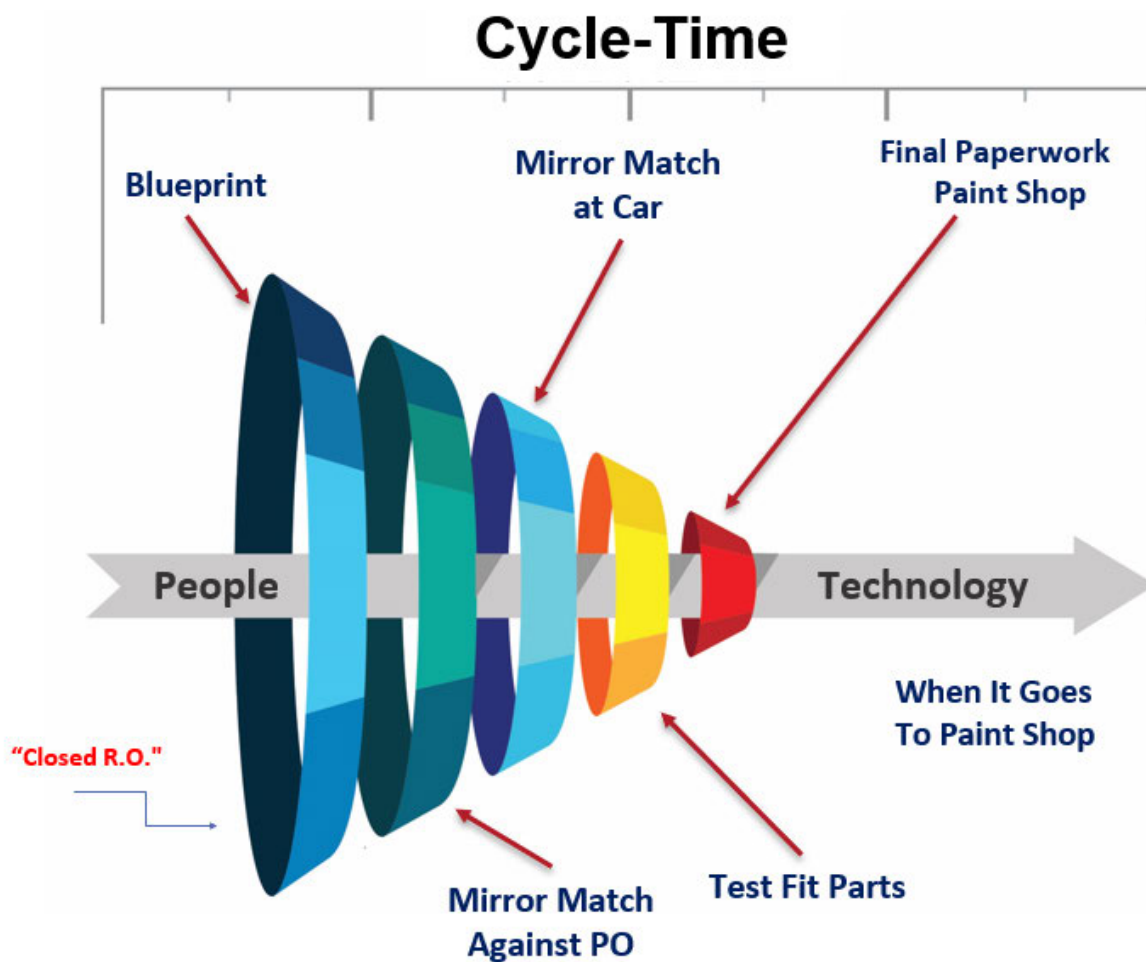 Cycle-Time
Blueprint
Mirror Match
at Car
Final Paperwork
Paint Shop
People
Technology
“Closed R.O."
When It Goes
To Paint Shop
Mirror Match
Against PO
Test Fit Parts